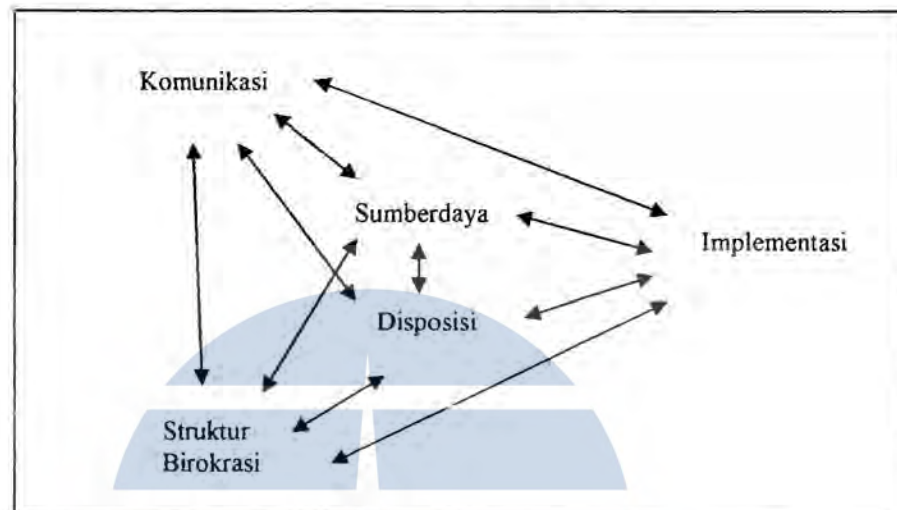 Komunikasi
Sumberdaya
Implementasi
Disposisi
Struktur
Birokrasi